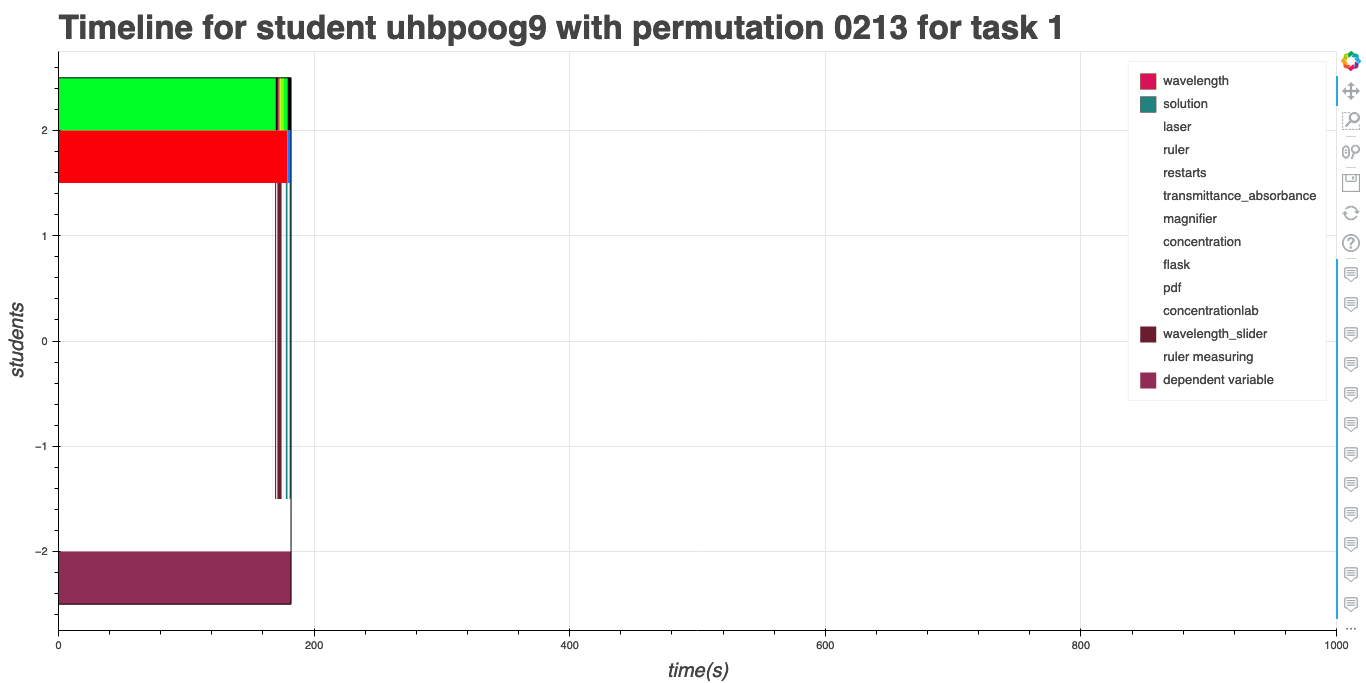 Timeline for student uhbpoog9 with permutation 0213 for task 1
wavelength
solution
laser
ruler
restarts
transmittance_absorbance
magnifier
concentration
flask
pdf
concentrationlab
wavelength_slider
ruler measuring
dependent variable
students
2
1
0
−1
−2
0
200
400
600
800
1000
time(s)